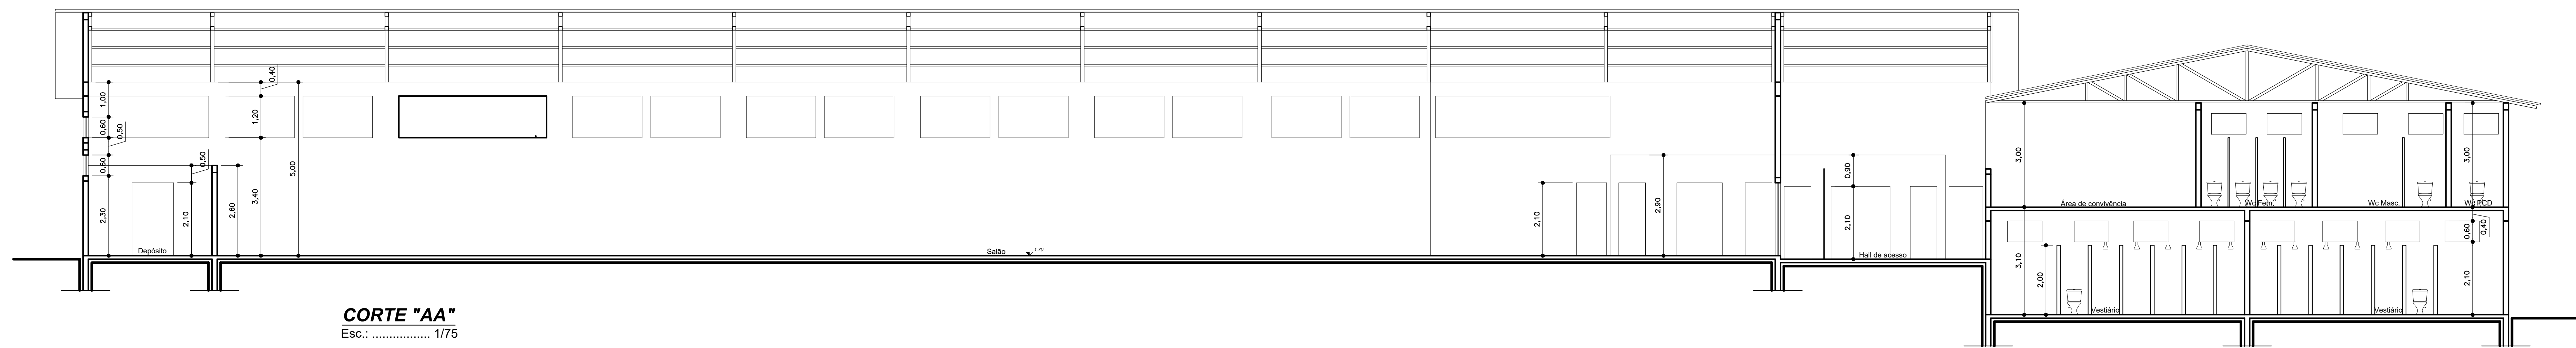 0,40
1,00
0,60
0,50
0,60
2,30
0,50
2,10
2,60
1,20
3,40
5,00
Depósito
Salão
1.70
2,10
2,90
0,90
2,10
Hall de acesso
3,00
3,00
Área de convivência
Wc Fem.
Wc Masc.
Wc PCD
3,10
2,00
0,60
0,40
2,10
Vestiário
Vestiário
CORTE "AA"
Esc.: ................. 1/75